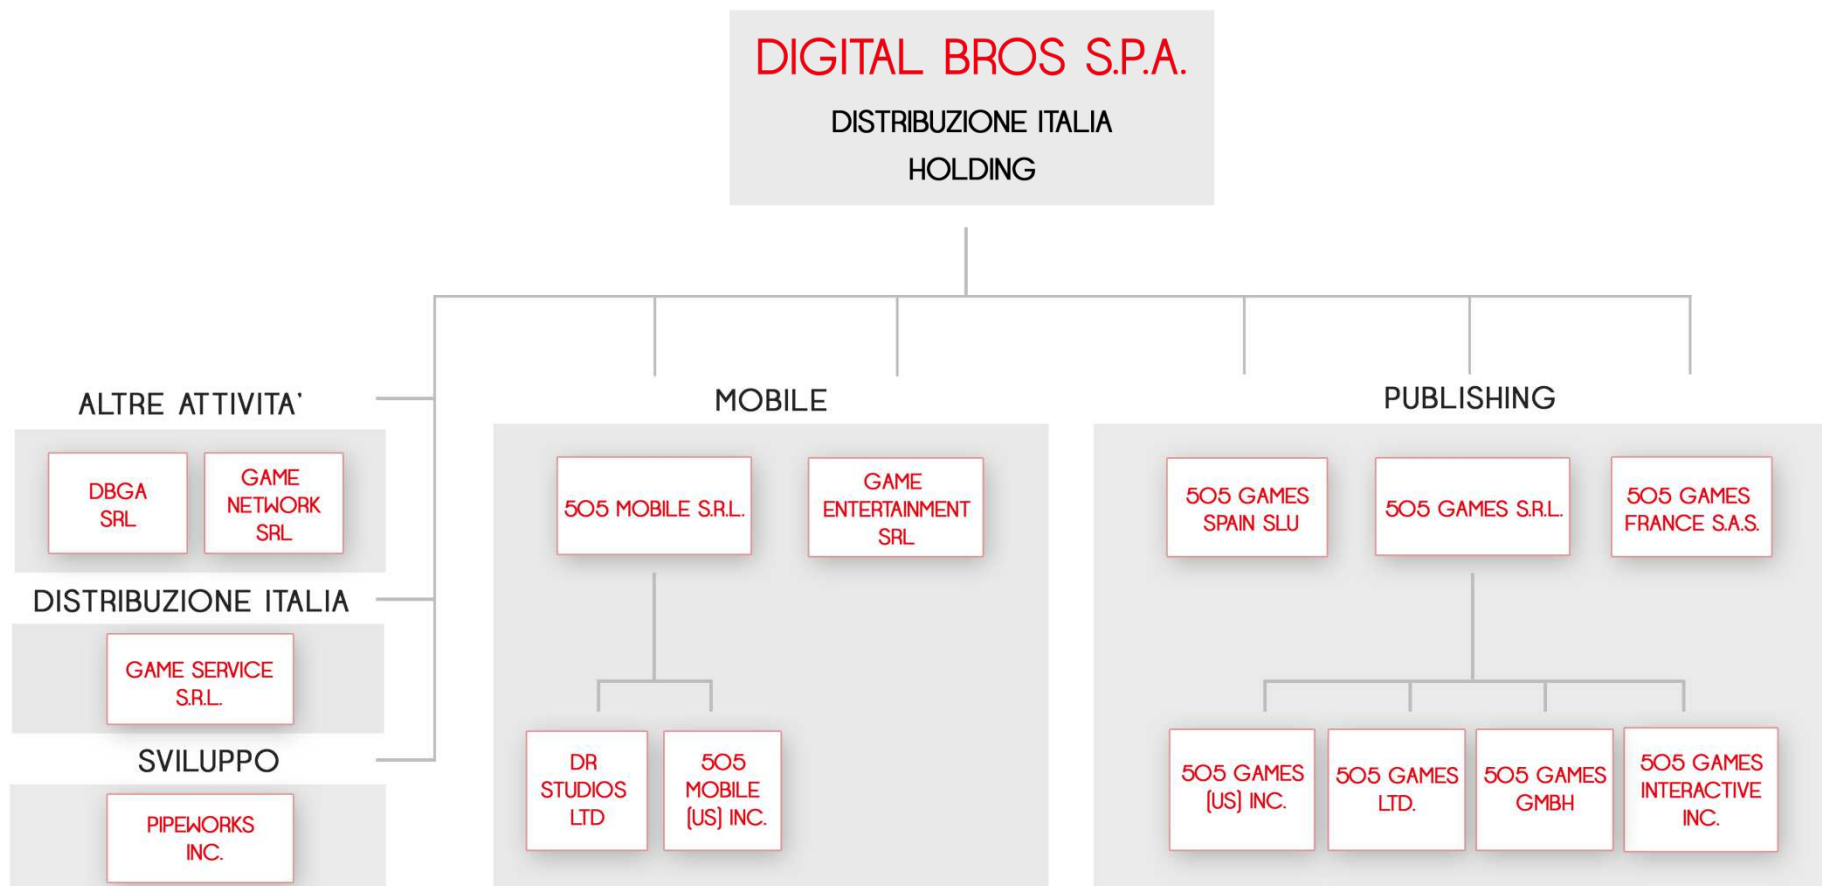 DIGITAL BROS S.P.A.
DISTRIBUZIONE ITALIA
HOLDING
ALTRE ATTIVITA'
DBGA
SRL
GAME
NETWORK
SRL
DISTRIBUZIONE ITALIA
GAME SERVICE
S.R.L.
SVILUPPO
PIPEWORKS
INC.
MOBILE
505 MOBILE S.R.L.
GAME
ENTERTAINMENT
SRL
DR
STUDIOS
LTD
505
MOBILE
(US) INC.
PUBLISHING
505 GAMES
SPAIN SLU
505 GAMES S.R.L.
505 GAMES
FRANCE S.A.S.
505 GAMES
(US) INC.
505 GAMES
LTD.
505 GAMES
GMBH
505 GAMES
INTERACTIVE
INC.